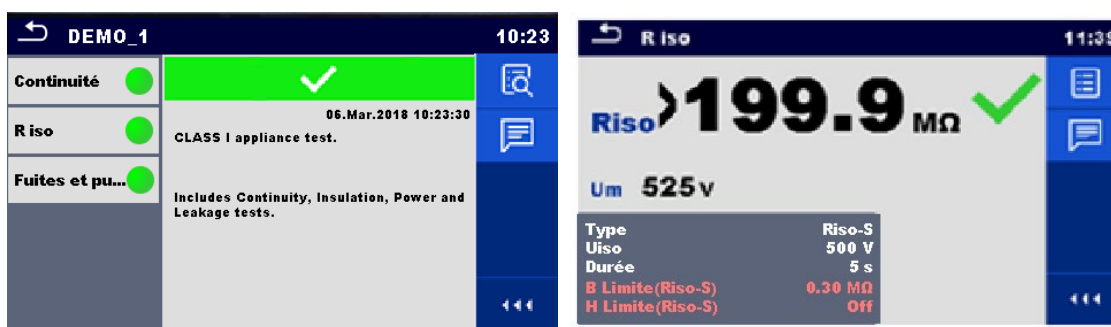 DEMO_1 10:23
Continuité
R iso
Fuites et pu...
06.Mar.2018 10:23:30
CLASS I appliance test.
Includes Continuity, Insulation, Power and
Leakage tests.
R iso 11:39
Riso >199.9 MΩ
Um 525 V
Type Riso-S
Uiso 500 V
Durée 5 s
B Limite(Riso-S) 0.30 MΩ
H Limite(Riso-S) Off